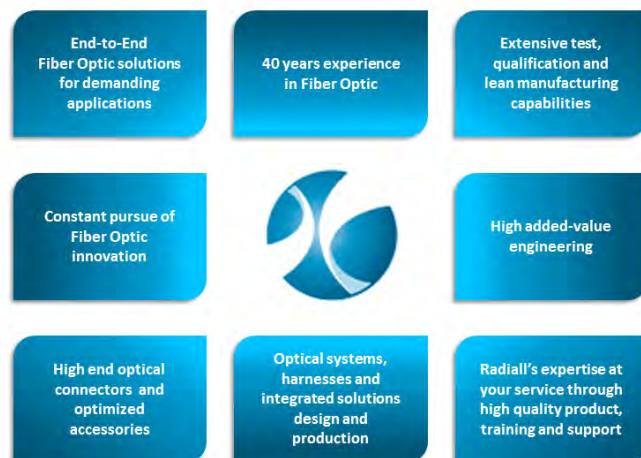 End-to-End
Fiber Optic solutions
for demanding
applications
40 years experience
in Fiber Optic
Extensive test,
qualification and
lean manufacturing
capabilities
Constant pursue of
Fiber Optic
innovation
High added-value
engineering
High end optical
connectors and
optimized
accessories
Optical systems,
harnesses and
integrated solutions
design and
production
Radiall's expertise at
your service through
high quality product,
training and support